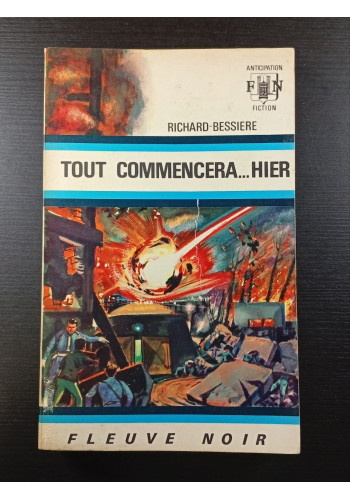 ANTICIPATION
F N
FICTION
RICHARD-BESSIERE
TOUT COMMENCERA...HIER
FLEUVE NOIR